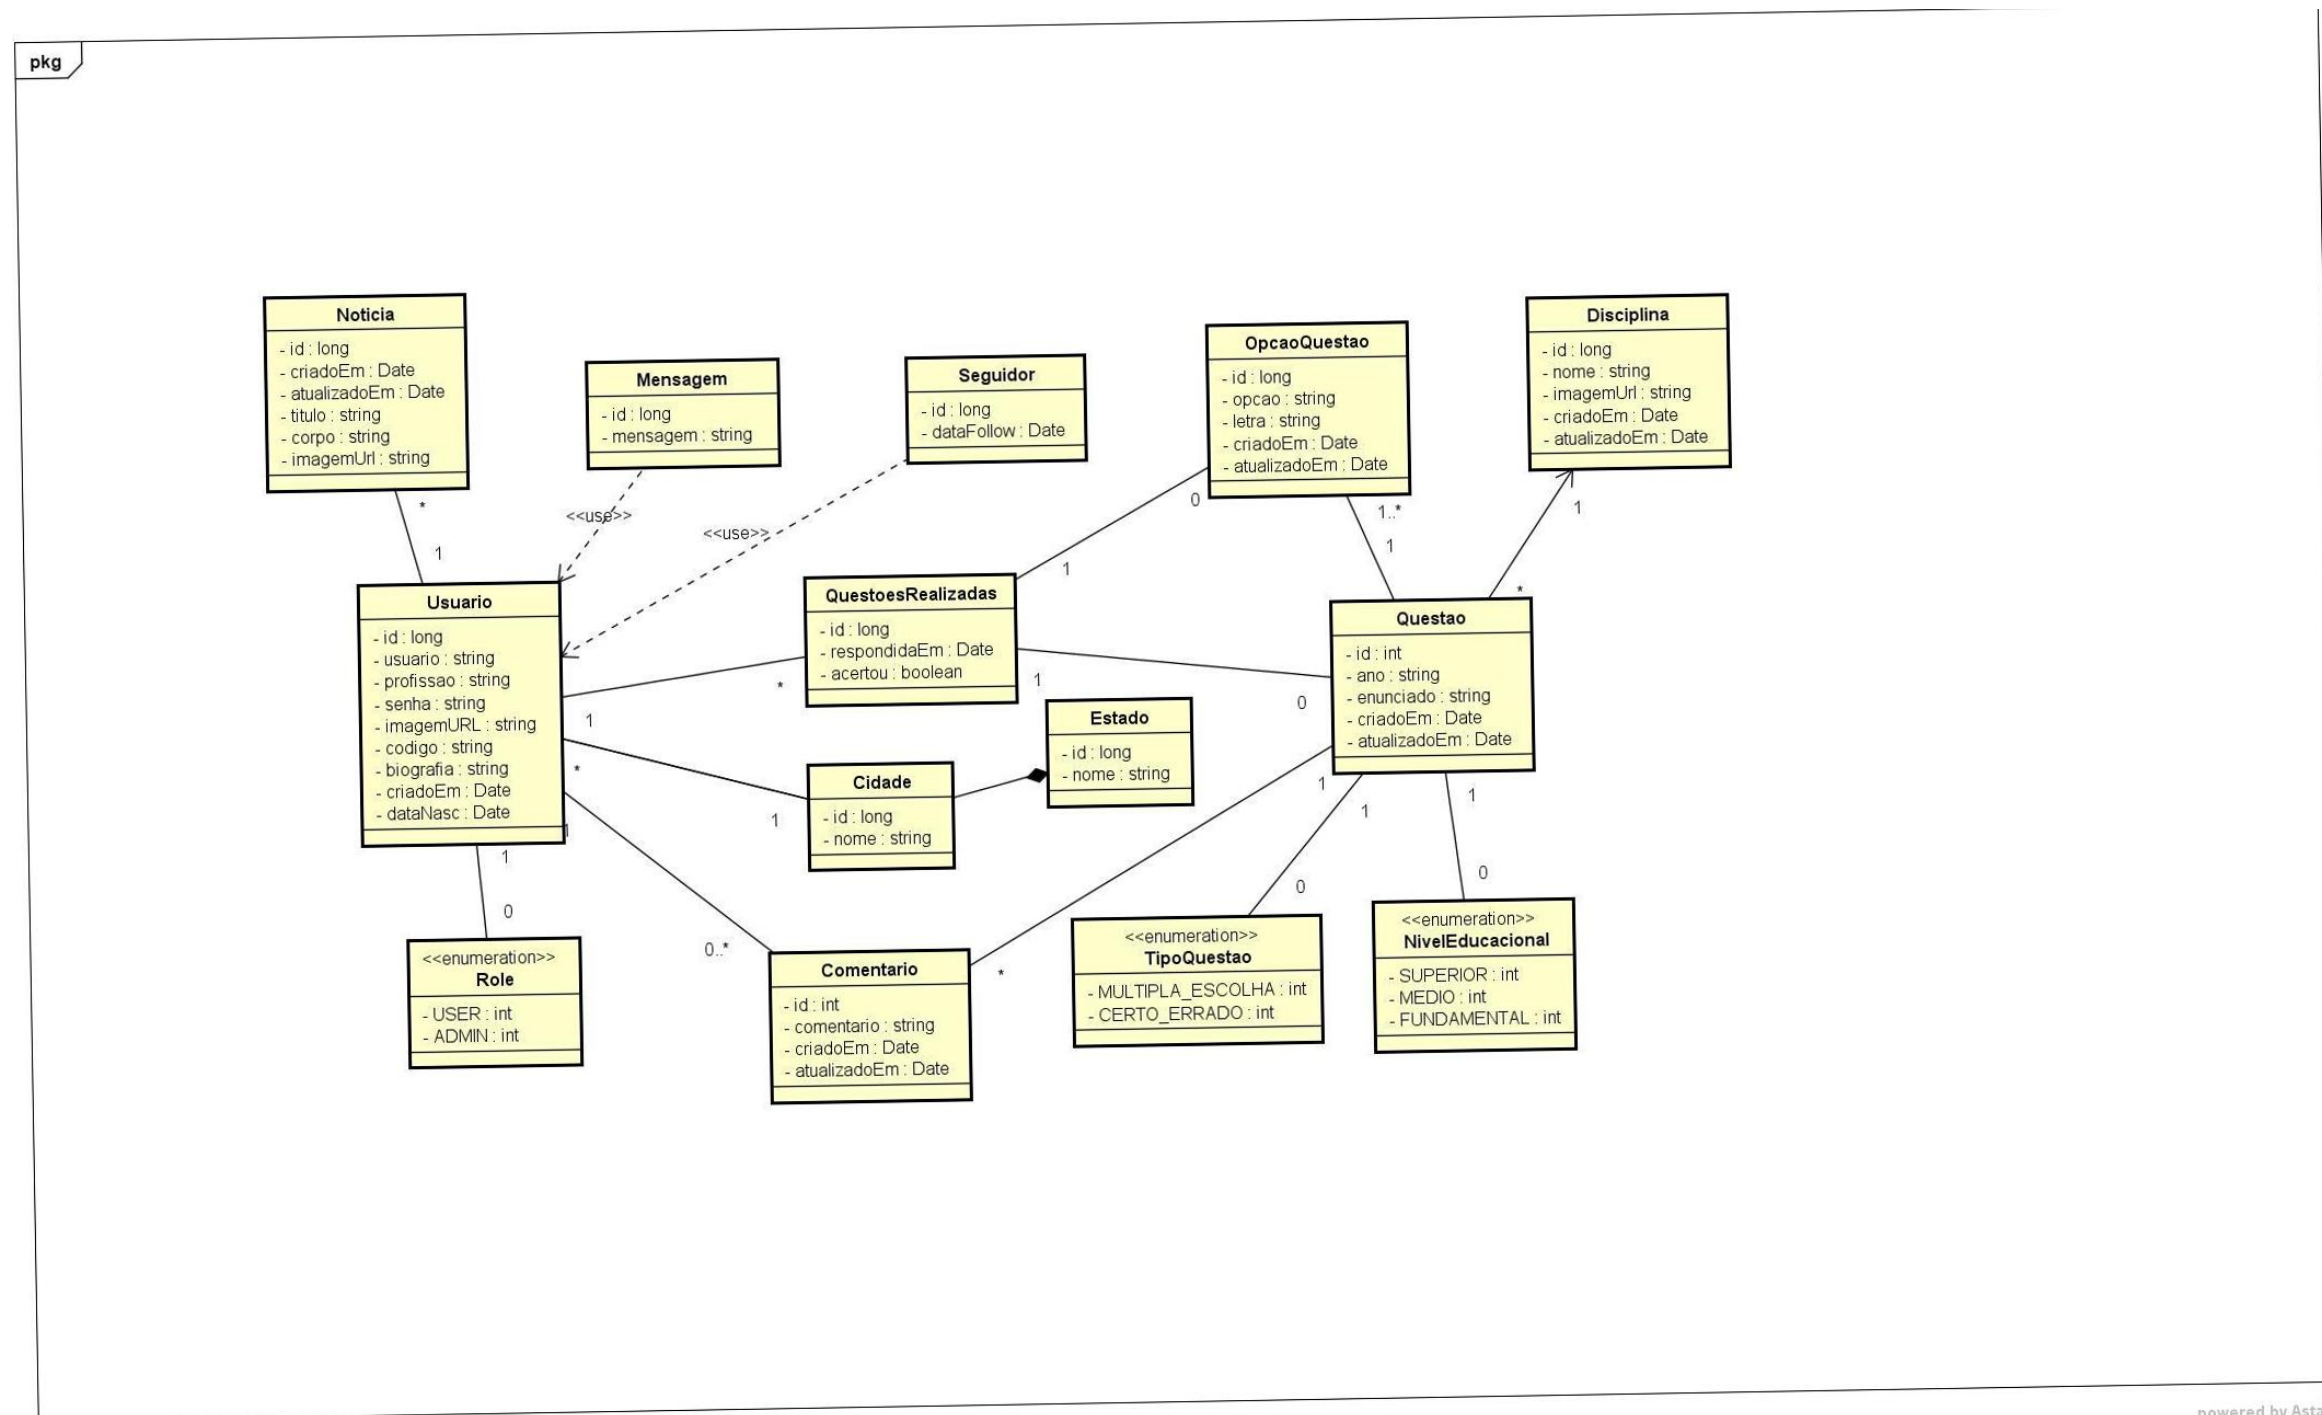 pkg
Noticia
- id : long
- criadoEm : Date
- atualizadoEm : Date
- titulo : string
- corpo : string
- imagemUrl : string
Mensagem
- id : long
- mensagem : string
Seguidor
- id : long
- dataFollow : Date
OpcaoQuestao
- id : long
- opcao : string
- letra : string
- criadoEm : Date
- atualizadoEm : Date
Disciplina
- id : long
- nome : string
- imagemUrl : string
- criadoEm : Date
- atualizadoEm : Date
*
1
<<use>>
<<use>>
0
1
1..*
1
1
*
Usuario
- id : long
- usuario : string
- profissao : string
- senha : string
- imagemURL : string
- codigo : string
- biografia : string
- criadoEm : Date
- dataNasc : Date
QuestoesRealizadas
- id : long
- respondidaEm : Date
- acertou : boolean
Questao
- id : int
- ano : string
- enunciado : string
- criadoEm : Date
- atualizadoEm : Date
*
1
1
0
Estado
- id : long
- nome : string
Cidade
- id : long
- nome : string
*
1
1
1
0
0..*
1
*
1
0
1
0
<<enumeration>>
Role
- USER : int
- ADMIN : int
Comentario
- id : int
- comentario : string
- criadoEm : Date
- atualizadoEm : Date
<<enumeration>>
TipoQuestao
- MULTIPLA_ESCOLHA : int
- CERTO_ERRADO : int
<<enumeration>>
NivelEducacional
- SUPERIOR : int
- MEDIO : int
- FUNDAMENTAL : int
powered by Asta